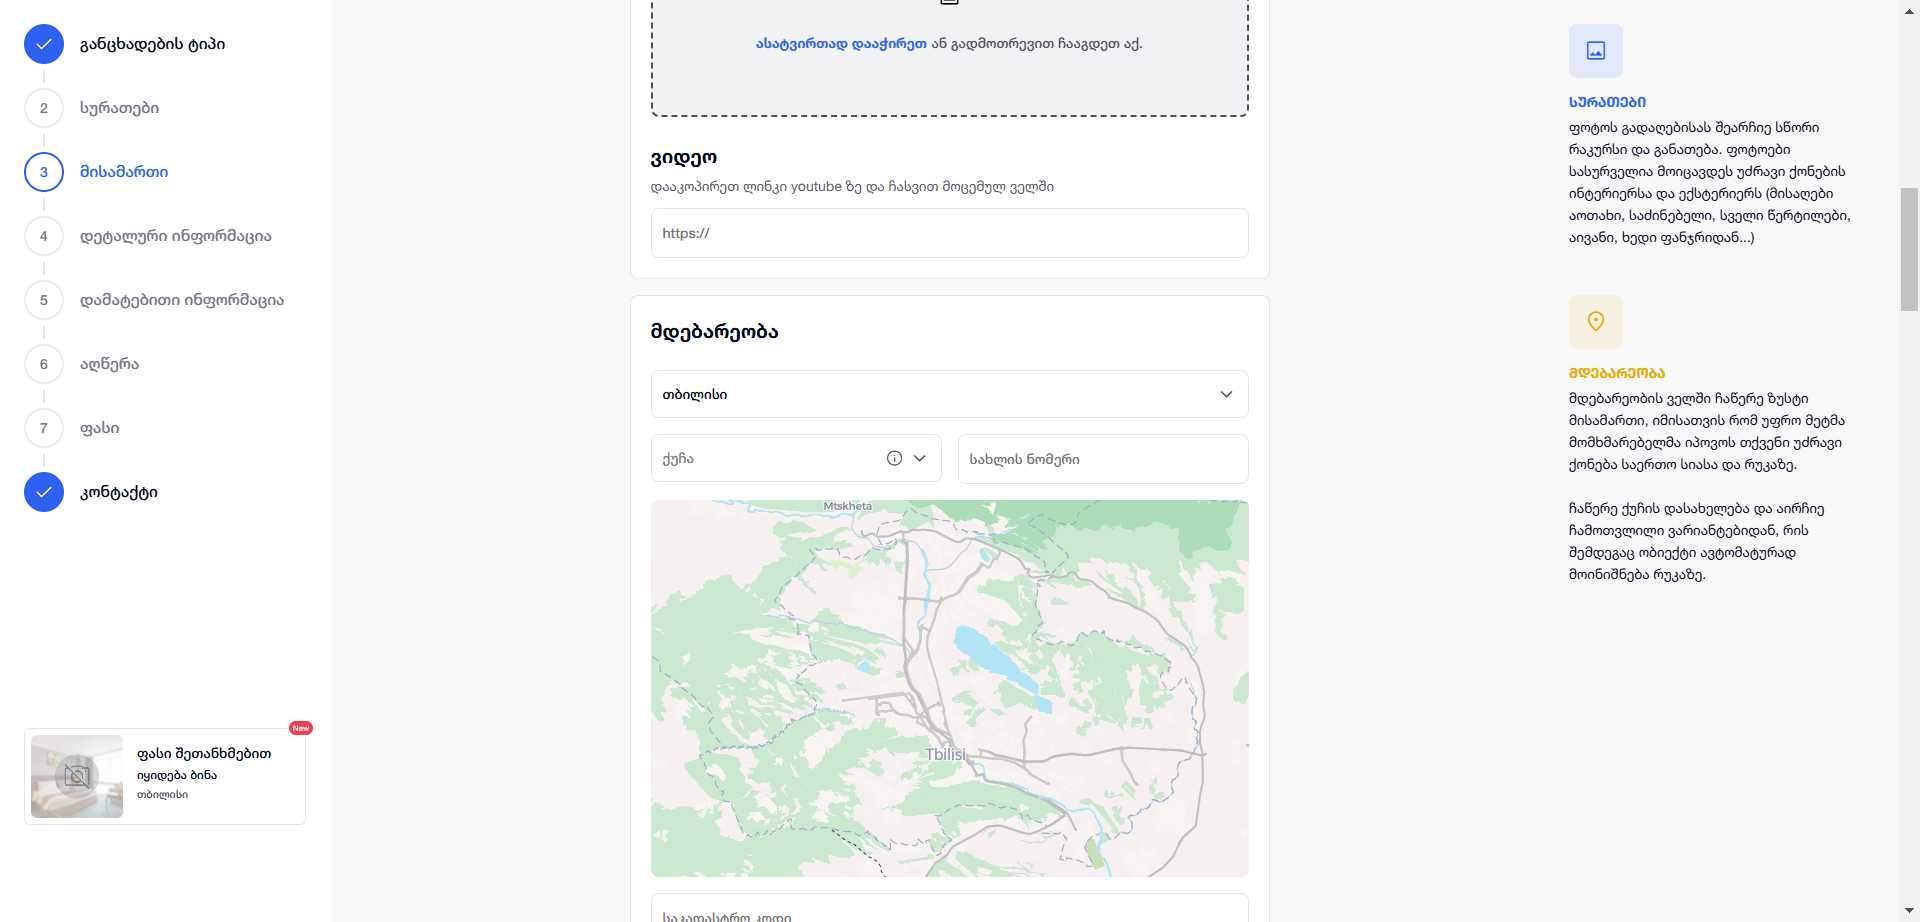 განცხადების ტიპი
2
სურათები
3
მისამართი
4
დეტალური ინფორმაცია
5
დამატებითი ინფორმაცია
6
აღწერა
7
ფასი
კონტაქტი
New
ფასი შეთანხმებით
იყიდება ბინა
თბილისი
ასატვირთად დააჭირეთ ან გადმოთრევით ჩააგდეთ აქ.
ვიდეო
დააკოპირეთ ლინკი youtube ზე და ჩასვით მოცემულ ველში
https://
მდებარეობა
თბილისი
ქუჩა
სახლის ნომერი
Mtskheta
Tbilisi
საკადასტრო კოდი
სურათები
ფოტოს გადაღებისას შეარჩიე სწორი
რაკურსი და განათება. ფოტოები
სასურველია მოიცავდეს უძრავი ქონების
ინტერიერსა და ექსტერიერს (მისაღები
აოთახი, საძინებელი, სველი წერტილები,
აივანი, ხედი ფანჯრიდან...)
მდებარეობა
მდებარეობის ველში ჩაწერე ზუსტი
მისამართი, იმისათვის რომ უფრო მეტმა
მომხმარებელმა იპოვოს თქვენი უძრავი
ქონება საერთო სიასა და რუკაზე.
ჩაწერე ქუჩის დასახელება და აირჩიე
ჩამოთვლილი ვარიანტებიდან, რის
შემდეგაც ობიექტი ავტომატურად
მოინიშნება რუკაზე.